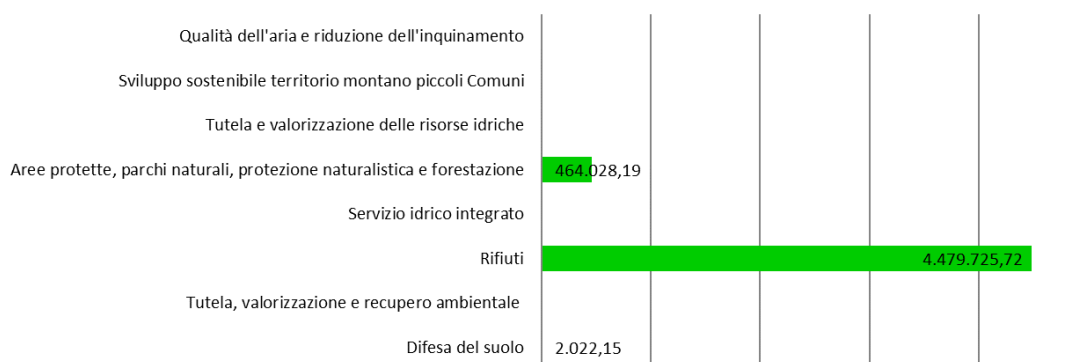 Qualità dell'aria e riduzione dell'inquinamento
Sviluppo sostenibile territorio montano piccoli Comuni
Tutela e valorizzazione delle risorse idriche
Aree protette, parchi naturali, protezione naturalistica e forestazione 464.028,19
Servizio idrico integrato
Rifiuti 4.479.725,72
Tutela, valorizzazione e recupero ambientale
Difesa del suolo 2.022,15